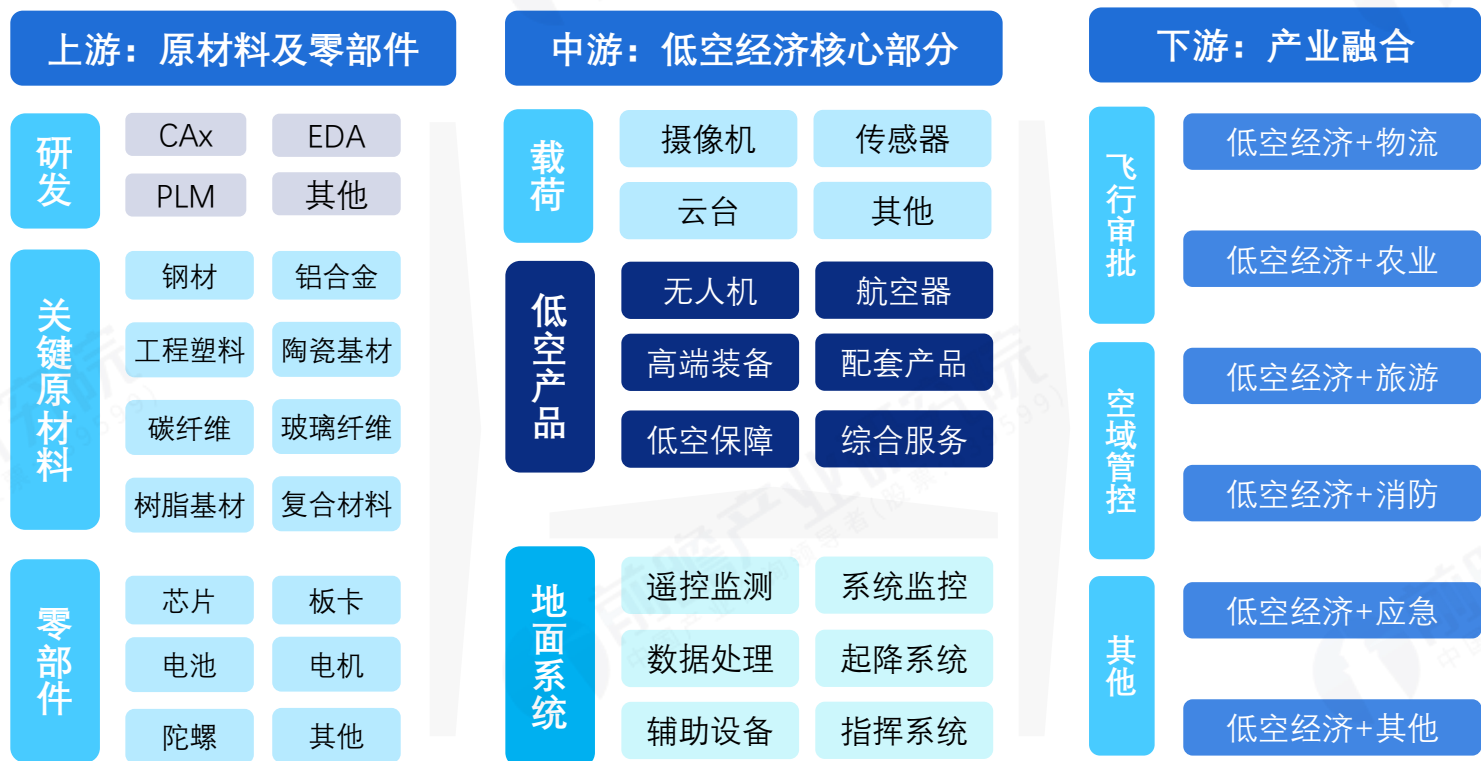 上游：原材料及零部件
研发
CAx
EDA
PLM
其他
关键原材料
钢材
铝合金
工程塑料
陶瓷基材
碳纤维
玻璃纤维
树脂基材
复合材料
零部件
芯片
板卡
电池
电机
陀螺
其他
中游：低空经济核心部分
载荷
摄像机
传感器
云台
其他
低空产品
无人机
航空器
高端装备
配套产品
低空保障
综合服务
地面系统
遥控监测
系统监控
数据处理
起降系统
辅助设备
指挥系统
下游：产业融合
飞行审批
空域管控
其他
低空经济+物流
低空经济+农业
低空经济+旅游
低空经济+消防
低空经济+应急
低空经济+其他
前瞻产业研究院